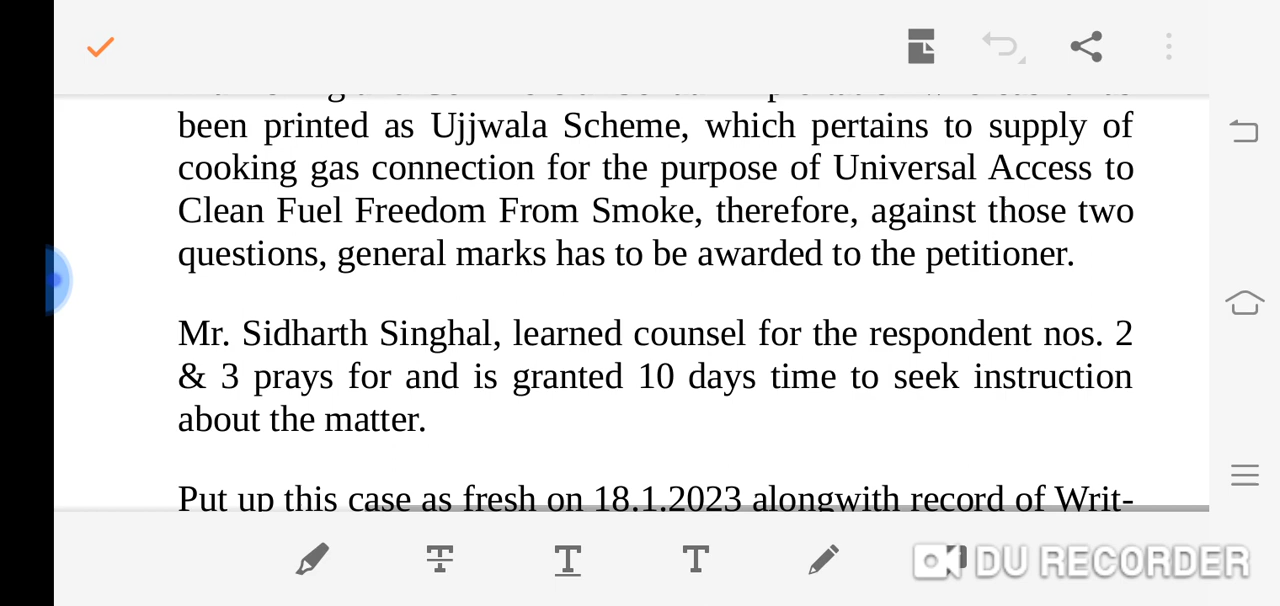 been printed as Ujjwala Scheme, which pertains to supply of
cooking gas connection for the purpose of Universal Access to
Clean Fuel Freedom From Smoke, therefore, against those two
questions, general marks has to be awarded to the petitioner.
Mr. Sidharth Singhal, learned counsel for the respondent nos. 2
& 3 prays for and is granted 10 days time to seek instruction
about the matter.
Put up this case as fresh on 18.1.2023 alongwith record of Writ-
DU RECORDER